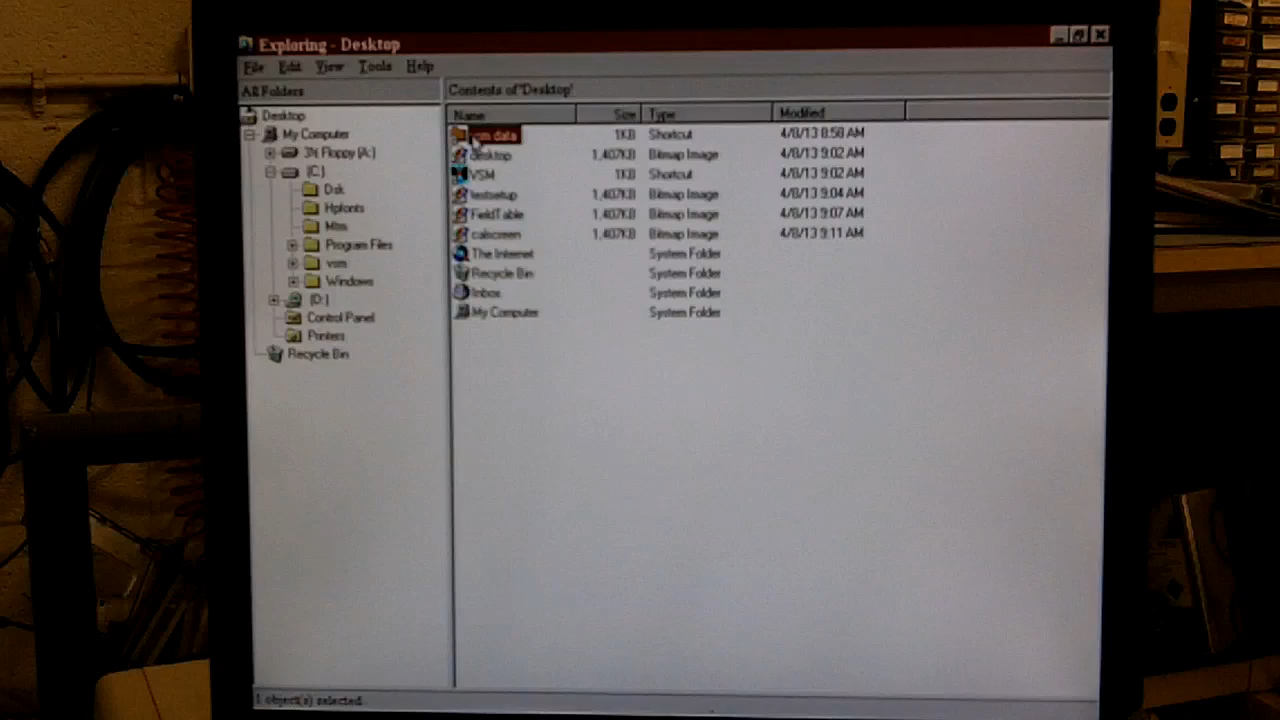 Exploring - Desktop
File Edit View Tools Help
All Folders
Contents of 'Desktop'
Desktop
My Computer
3½ Floppy (A:)
(C:)
Dsk
Hpfonts
Program Files
vsm
Windows
(D:)
Control Panel
Printers
Recycle Bin
Name Size Type Modified
data 1KB Shortcut 4/8/13 8:58 AM
desktop 1,407KB Bitmap Image 4/8/13 9:02 AM
VSM 1KB Shortcut 4/8/13 9:02 AM
testsetup 1,407KB Bitmap Image 4/8/13 9:04 AM
FieldTable 1,407KB Bitmap Image 4/8/13 9:07 AM
calscreen 1,407KB Bitmap Image 4/8/13 9:11 AM
The Internet System Folder
Recycle Bin System Folder
Inbox System Folder
My Computer System Folder
1 object(s) selected